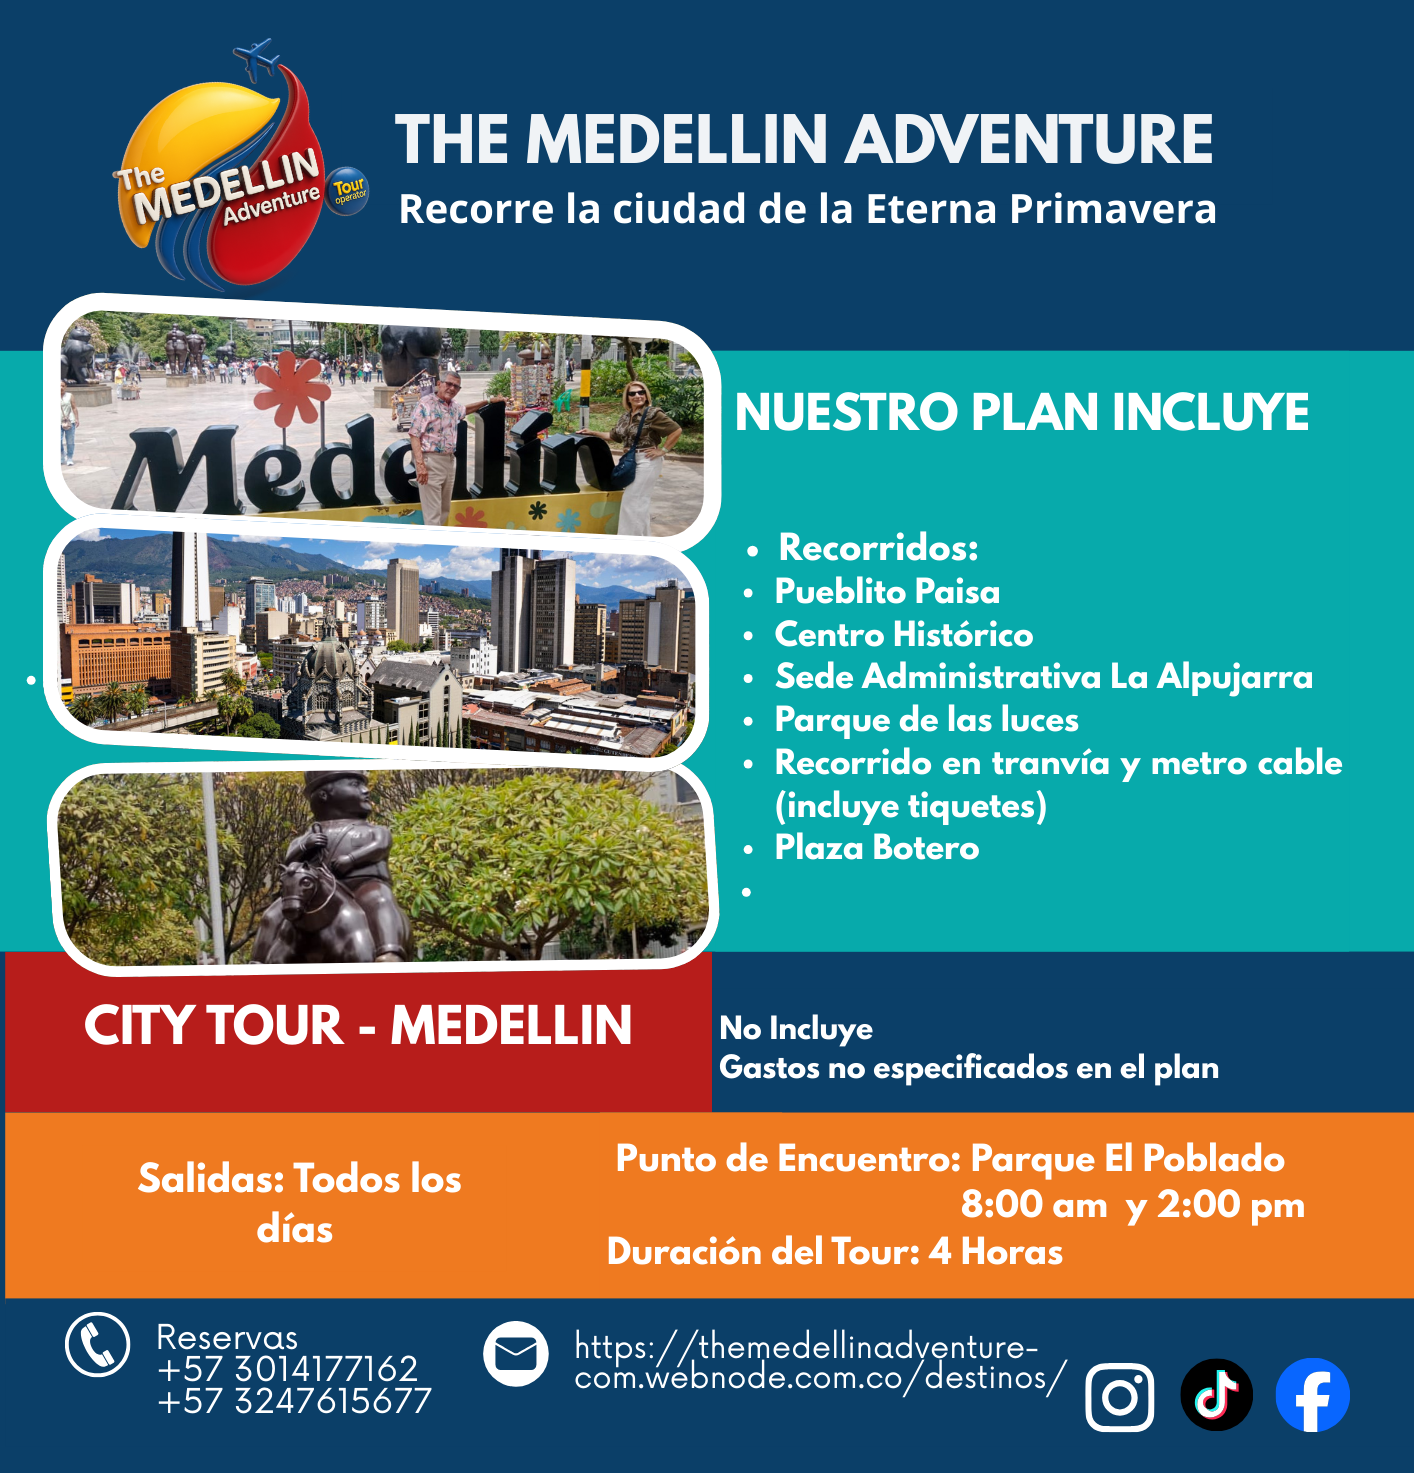 The
MEDELLIN
Adventure
Tour
operator
THE MEDELLIN ADVENTURE
Recorre la ciudad de la Eterna Primavera
Medellín
NUESTRO PLAN INCLUYE
• Recorridos:
• Pueblito Paisa
• Centro Histórico
• Sede Administrativa La Alpujarra
• Parque de las luces
• Recorrido en tranvía y metro cable
(incluye tiquetes)
• Plaza Botero
•
CITY TOUR - MEDELLIN
No Incluye
Gastos no especificados en el plan
Salidas: Todos los
días
Punto de Encuentro: Parque El Poblado
8:00 am y 2:00 pm
Duración del Tour: 4 Horas
Reservas
+57 3014177162
+57 3247615677
https://themedellinadventure-
com.webnode.com.co/destinos/